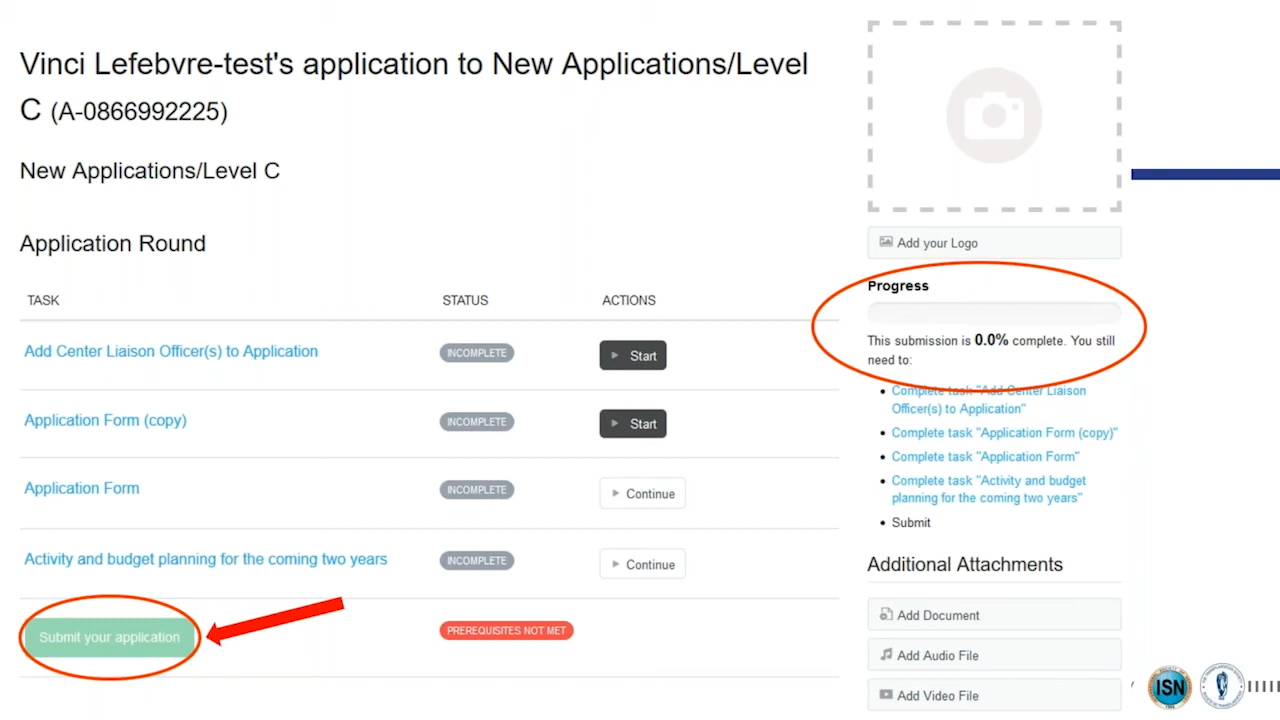 Vinci Lefebvre-test's application to New Applications/Level
C (A-0866992225)
New Applications/Level C
Application Round
TASK STATUS ACTIONS
Add Center Liaison Officer(s) to Application INCOMPLETE Start
Application Form (copy) INCOMPLETE Start
Application Form INCOMPLETE Continue
Activity and budget planning for the coming two years INCOMPLETE Continue
Submit your application PREREQUISITES NOT MET
Add your Logo
Progress
This submission is 0.0% complete. You still
need to:
Complete task "Add Center Liaison
Officer(s) to Application"
Complete task "Application Form (copy)"
Complete task "Application Form"
Complete task "Activity and budget
planning for the coming two years"
Submit
Additional Attachments
Add Document
Add Audio File
Add Video File
ISN